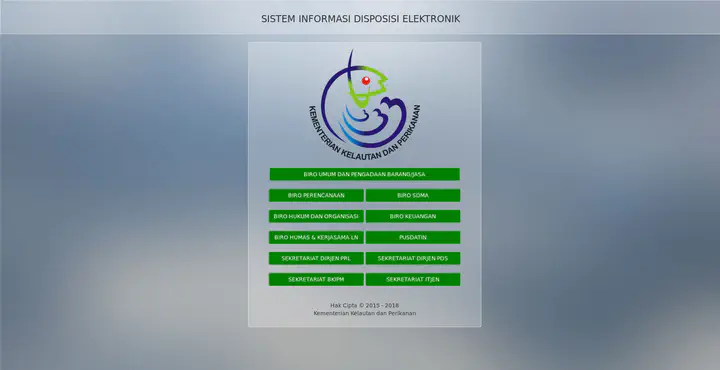 SISTEM INFORMASI DISPOSISI ELEKTRONIK
KEMENTERIAN KELAUTAN DAN PERIKANAN
BIRO UMUM DAN PENGADAAN BARANG/JASA
BIRO PERENCANAAN
BIRO SDMA
BIRO HUKUM DAN ORGANISASI
BIRO KEUANGAN
BIRO HUMAS & KERJASAMA LN
PUSDATIN
SEKRETARIAT DIRJEN PRL
SEKRETARIAT DIRJEN PDS
SEKRETARIAT BKIPM
SEKRETARIAT ITJEN
Hak Cipta © 2015 - 2018
Kementerian Kelautan dan Perikanan